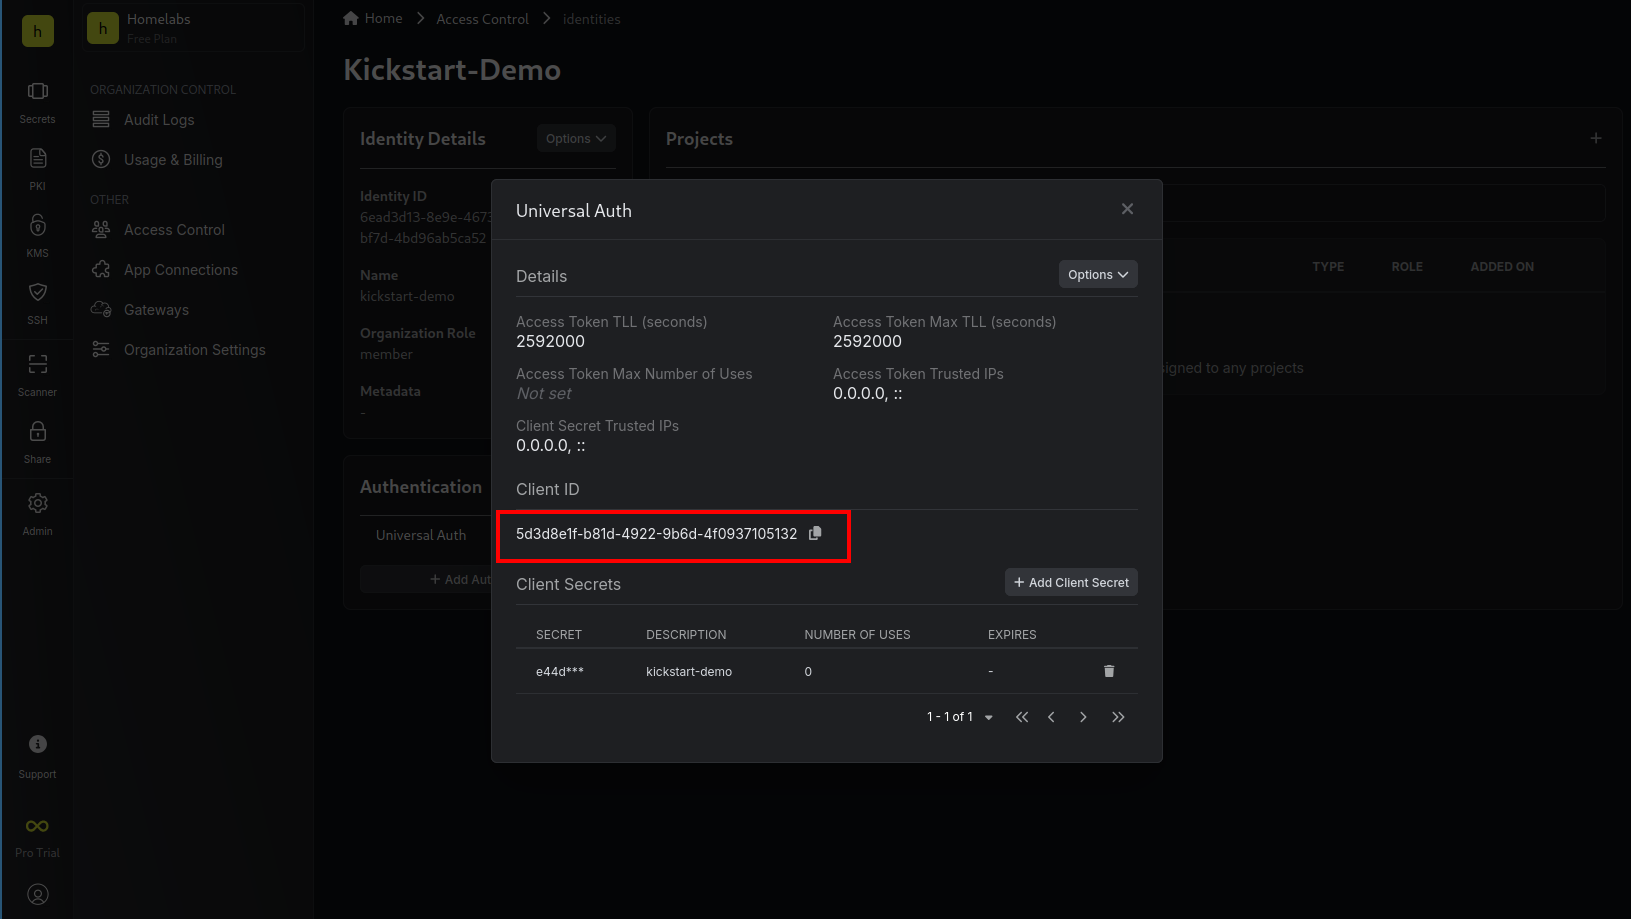 h
Secrets
PKI
KMS
SSH
Scanner
Share
Admin
Support
Pro Trial
h
Homelabs
Free Plan
ORGANIZATION CONTROL
Audit Logs
Usage & Billing
OTHER
Access Control
App Connections
Gateways
Organization Settings
Home
Access Control
identities
Kickstart-Demo
Identity Details
Options
Identity ID
6ead3d13-8e9e-4673
bf7d-4bd96ab5ca52
Name
kickstart-demo
Organization Role
member
Metadata
-
Authentication
Universal Auth
+ Add Aut
Projects
+
TYPE ROLE ADDED ON
signed to any projects
Universal Auth
Details
Options
Access Token TLL (seconds)
2592000
Access Token Max TLL (seconds)
2592000
Access Token Max Number of Uses
Not set
Access Token Trusted IPs
0.0.0.0, ::
Client Secret Trusted IPs
0.0.0.0, ::
Client ID
5d3d8e1f-b81d-4922-9b6d-4f0937105132
Client Secrets
+ Add Client Secret
SECRET DESCRIPTION NUMBER OF USES EXPIRES
e44d*** kickstart-demo 0 -
1 - 1 of 1